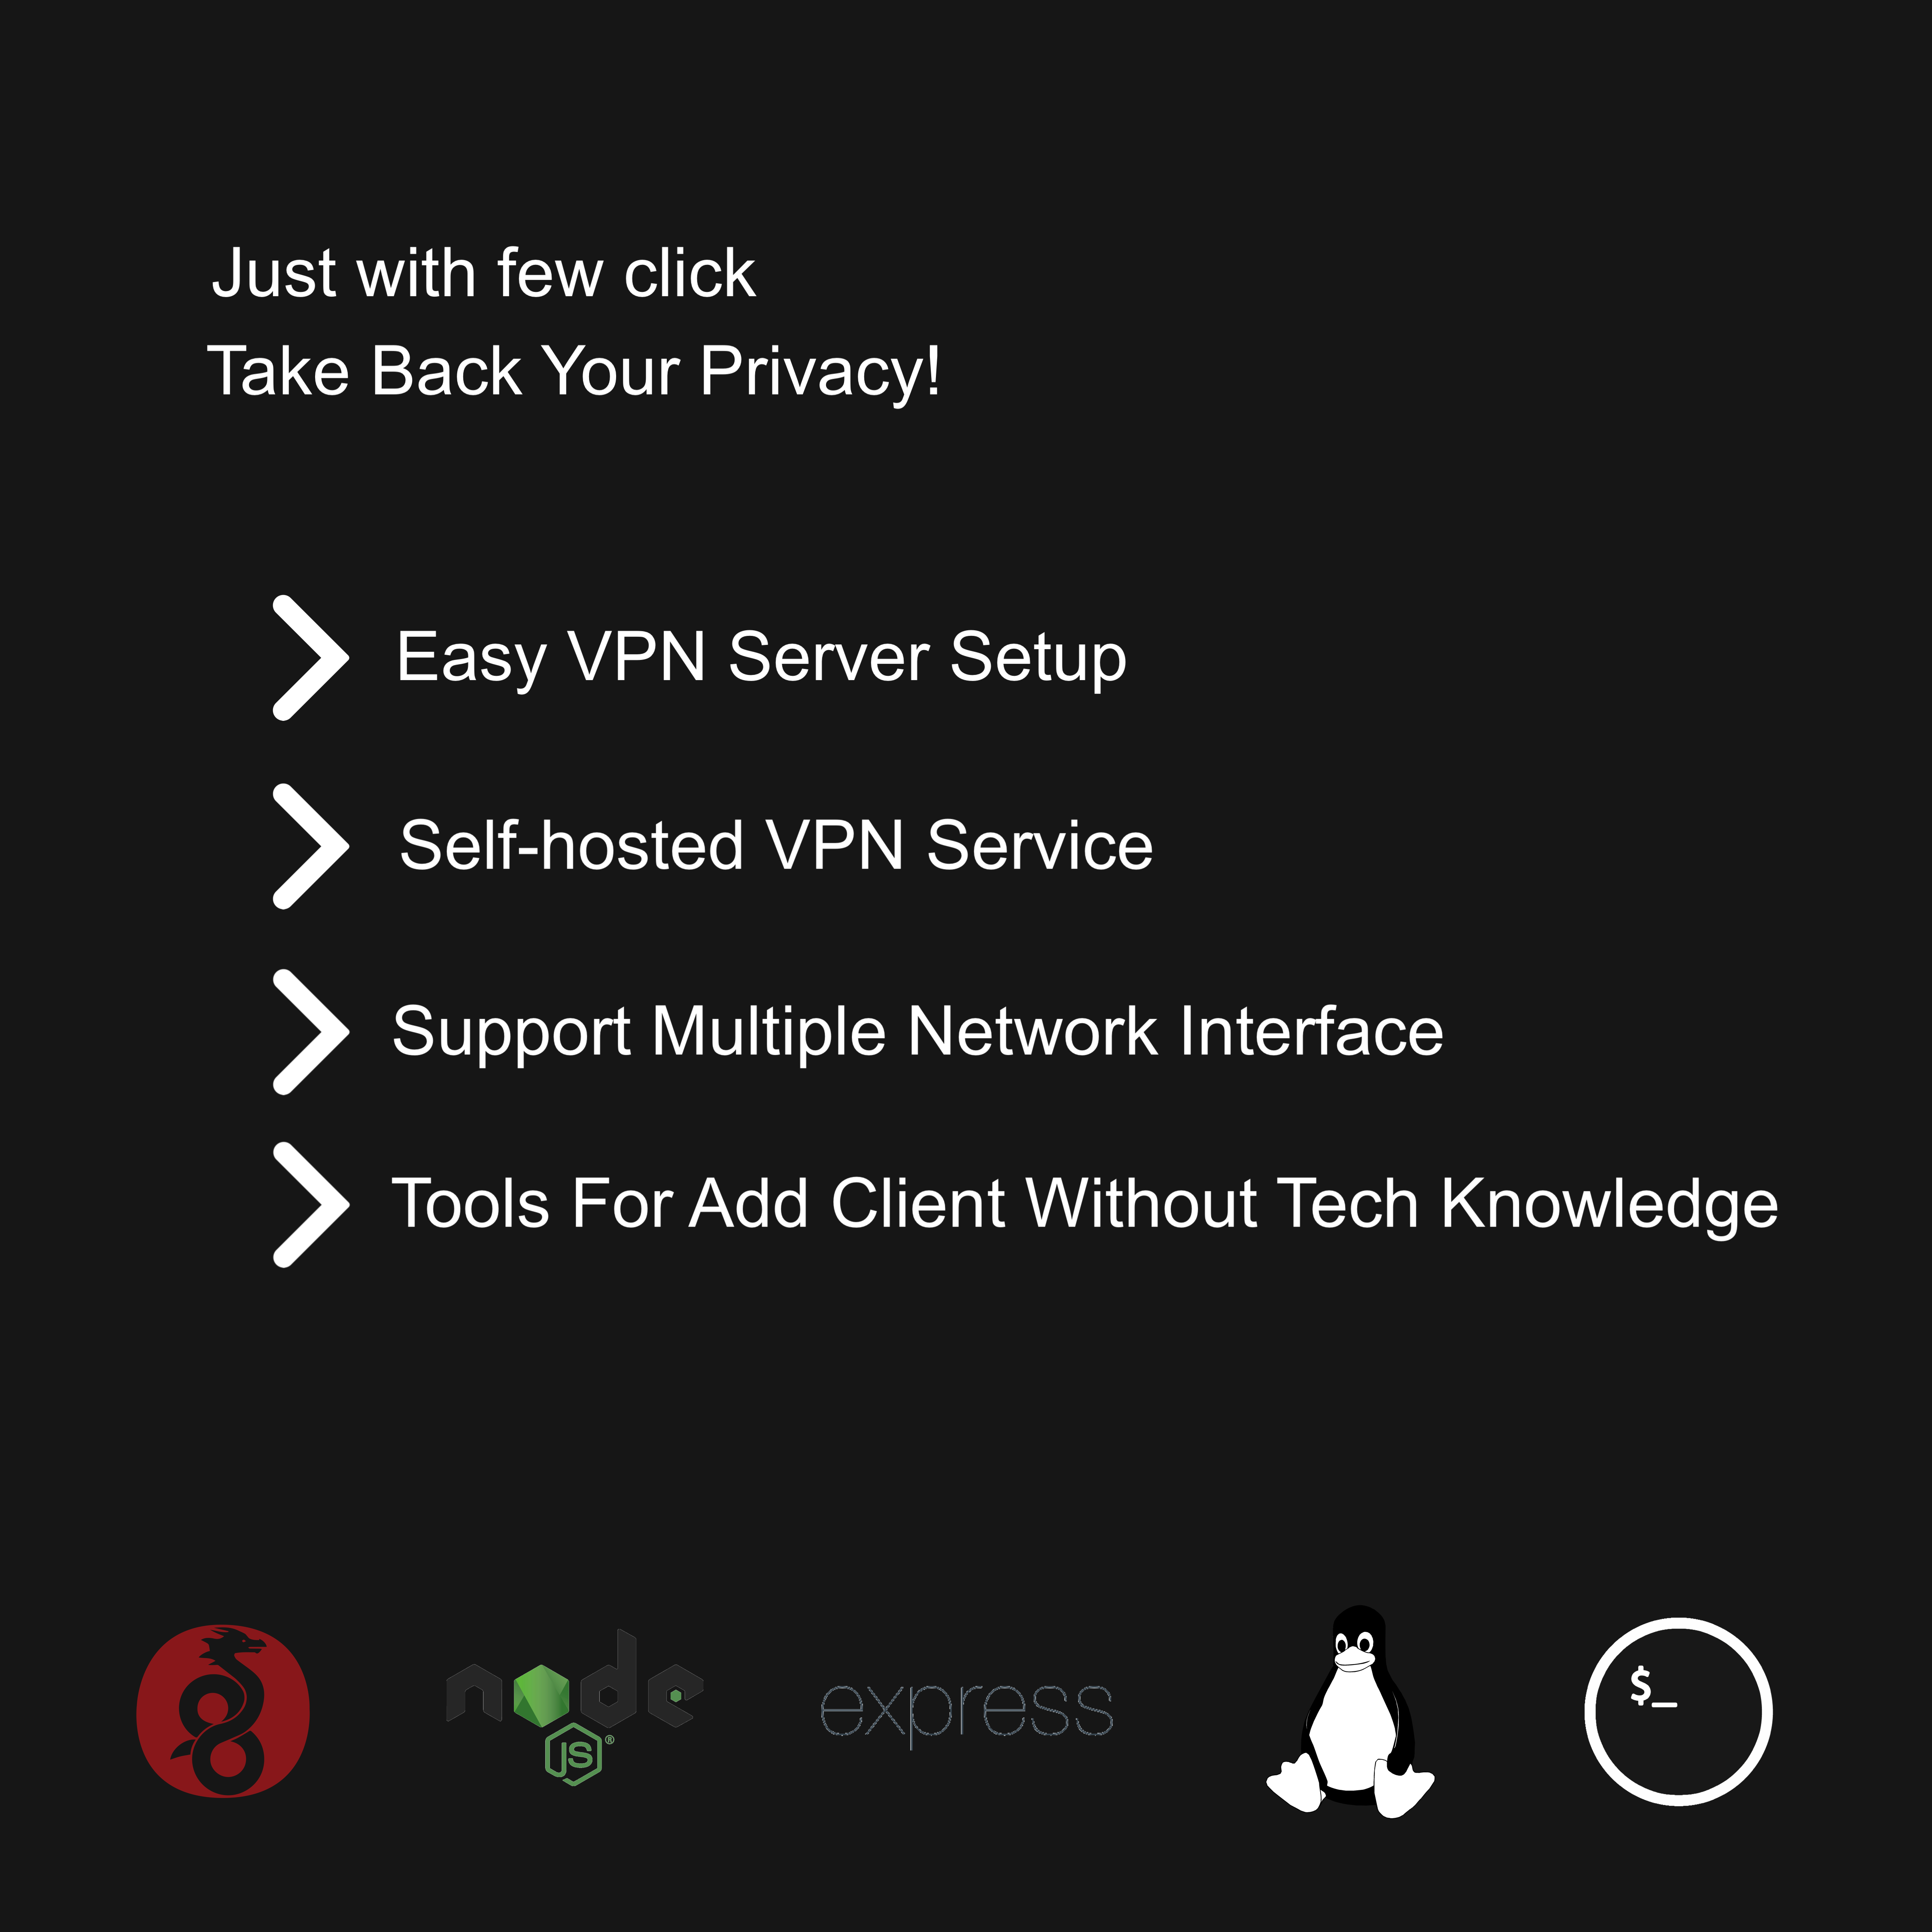 Just with few click
Take Back Your Privacy!
Easy VPN Server Setup
Self-hosted VPN Service
Support Multiple Network Interface
Tools For Add Client Without Tech Knowledge
node
JS®
express
$_